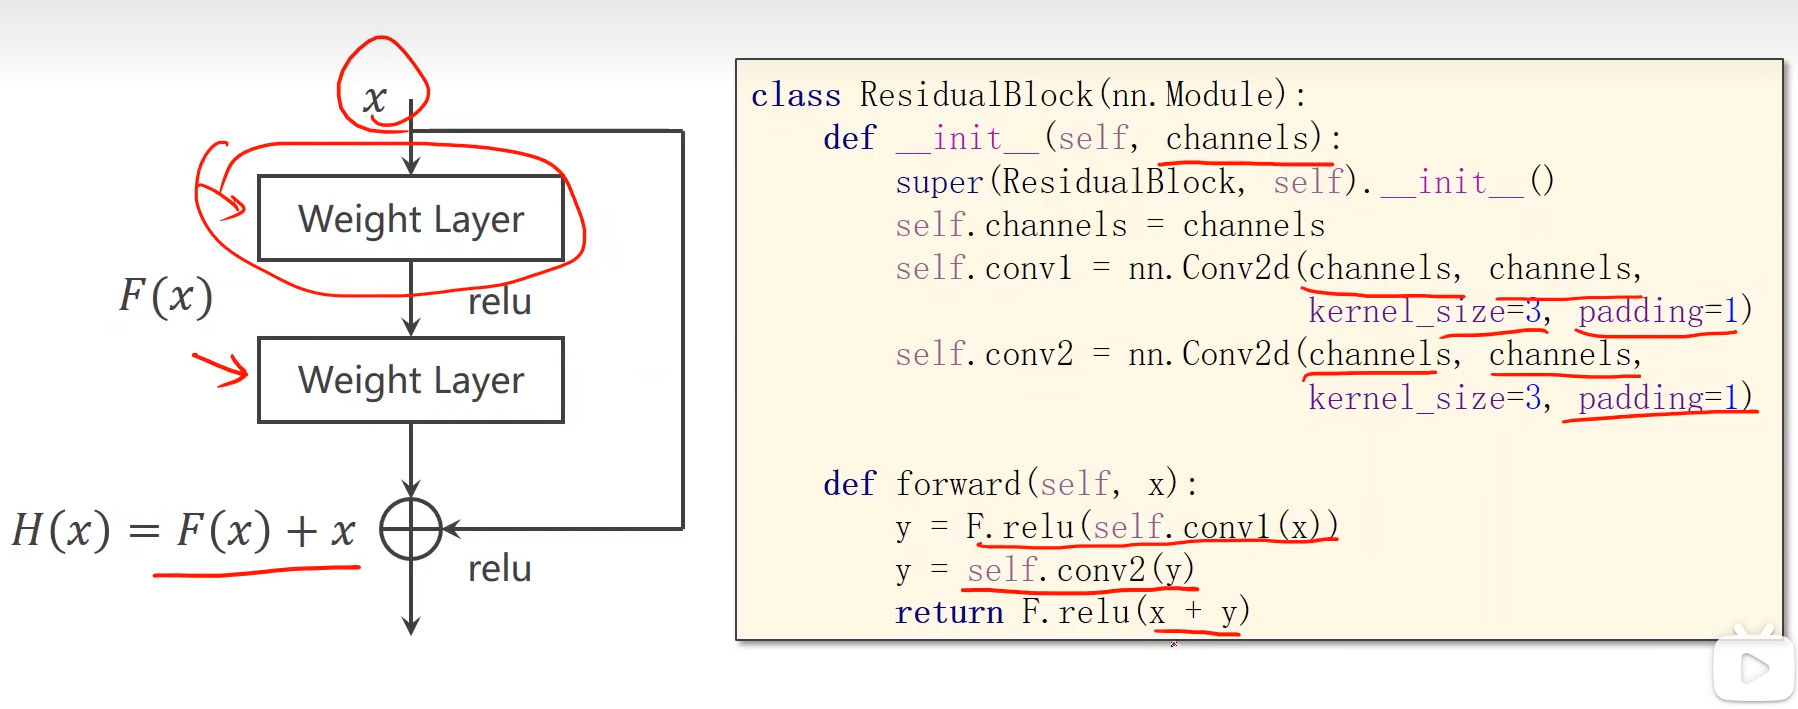 x
Weight Layer
F(x)
relu
Weight Layer
H(x) = F(x) + x
relu
class ResidualBlock(nn.Module):
    def __init__(self, channels):
        super(ResidualBlock, self).__init__()
        self.channels = channels
        self.conv1 = nn.Conv2d(channels, channels,
                               kernel_size=3, padding=1)
        self.conv2 = nn.Conv2d(channels, channels,
                               kernel_size=3, padding=1)
    def forward(self, x):
        y = F.relu(self.conv1(x))
        y = self.conv2(y)
        return F.relu(x + y)